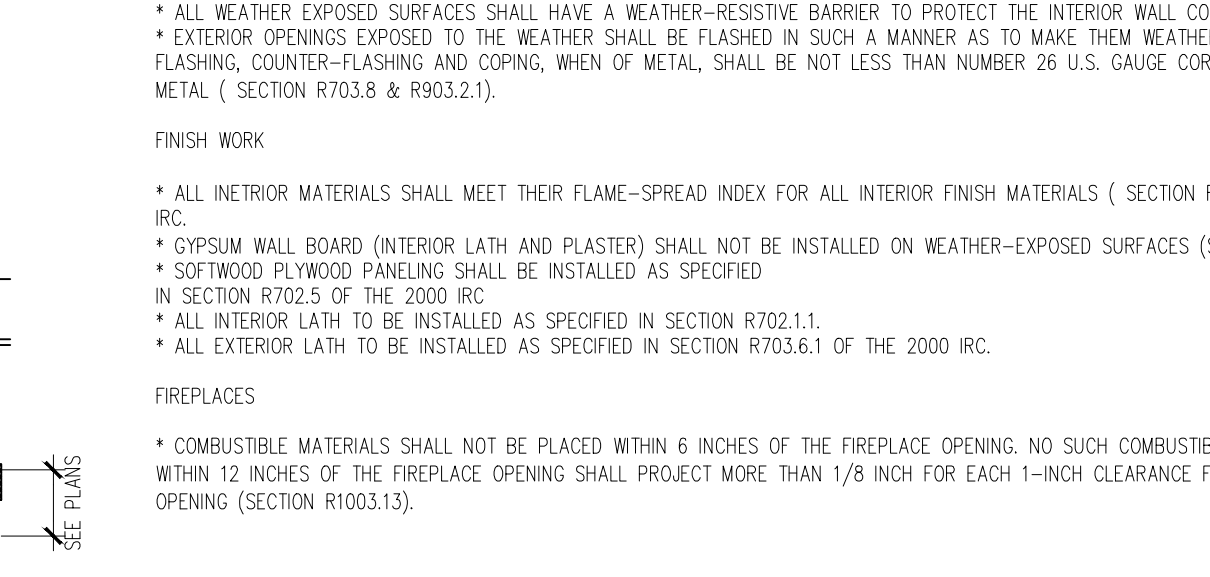 * ALL WEATHER EXPOSED SURFACES SHALL HAVE A WEATHER-RESISTIVE BARRIER TO PROTECT THE INTERIOR WALL CO
* EXTERIOR OPENINGS EXPOSED TO THE WEATHER SHALL BE FLASHED IN SUCH A MANNER AS TO MAKE THEM WEATHE
FLASHING, COUNTER-FLASHING AND COPING, WHEN OF METAL, SHALL BE NOT LESS THAN NUMBER 26 U.S. GAUGE COR
METAL ( SECTION R703.8 & R903.2.1).
FINISH WORK
* ALL INETRIOR MATERIALS SHALL MEET THEIR FLAME-SPREAD INDEX FOR ALL INTERIOR FINISH MATERIALS ( SECTION
IRC.
* GYPSUM WALL BOARD (INTERIOR LATH AND PLASTER) SHALL NOT BE INSTALLED ON WEATHER-EXPOSED SURFACES (S
* SOFTWOOD PLYWOOD PANELING SHALL BE INSTALLED AS SPECIFIED
IN SECTION R702.5 OF THE 2000 IRC
* ALL INTERIOR LATH TO BE INSTALLED AS SPECIFIED IN SECTION R702.1.1.
* ALL EXTERIOR LATH TO BE INSTALLED AS SPECIFIED IN SECTION R703.6.1 OF THE 2000 IRC.
FIREPLACES
* COMBUSTIBLE MATERIALS SHALL NOT BE PLACED WITHIN 6 INCHES OF THE FIREPLACE OPENING. NO SUCH COMBUSTIB
WITHIN 12 INCHES OF THE FIREPLACE OPENING SHALL PROJECT MORE THAN 1/8 INCH FOR EACH 1-INCH CLEARANCE F
OPENING (SECTION R1003.13).
SEE PLANS